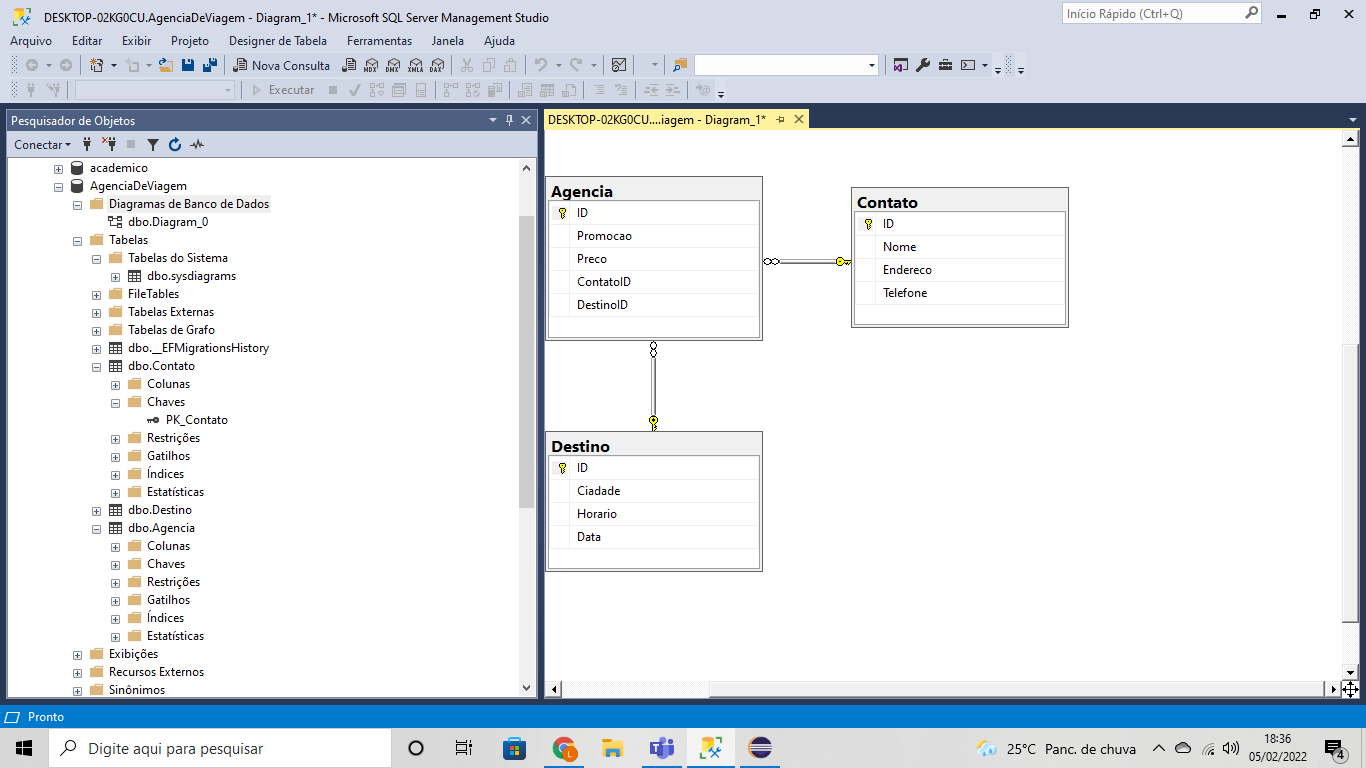 DESKTOP-02KG0CU.AgenciaDeViagem - Diagram_1* - Microsoft SQL Server Management Studio
Início Rápido (Ctrl+Q)
Arquivo Editar Exibir Projeto Designer de Tabela Ferramentas Janela Ajuda
Nova Consulta MDX DMX XMLA DAX
Executar
Pesquisador de Objetos
Conectar
academico
AgenciaDeViagem
Diagramas de Banco de Dados
dbo.Diagram_0
Tabelas
Tabelas do Sistema
dbo.sysdiagrams
FileTables
Tabelas Externas
Tabelas de Grafo
dbo.__EFMigrationsHistory
dbo.Contato
Colunas
Chaves
PK_Contato
Restrições
Gatilhos
Índices
Estatísticas
dbo.Destino
dbo.Agencia
Colunas
Chaves
Restrições
Gatilhos
Índices
Estatísticas
Exibições
Recursos Externos
Sinônimos
DESKTOP-02KG0CU....iagem - Diagram_1*
Agencia
ID
Promocao
Preco
ContatoID
DestinoID
Contato
ID
Nome
Endereco
Telefone
Destino
ID
Ciadade
Horario
Data
Pronto
Digite aqui para pesquisar
L
25°C Panc. de chuva
18:36
05/02/2022
4